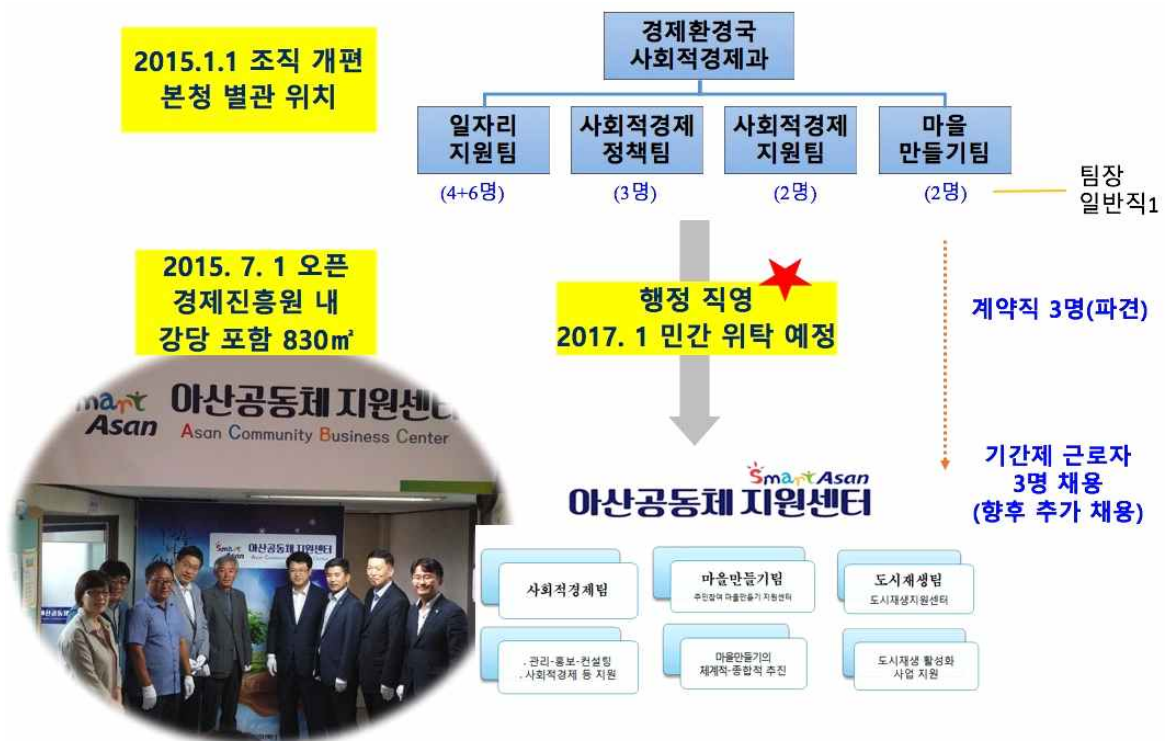 2015.1.1 조직 개편
본청 별관 위치
경제환경국
사회적경제과
일자리
지원팀
(4+6명)
사회적경제
정책팀
(3명)
사회적경제
지원팀
(2명)
마을
만들기팀
(2명)
팀장
일반직1
2015. 7. 1 오픈
경제진흥원 내
강당 포함 830㎡
행정 직영
2017. 1 민간 위탁 예정
계약직 3명(파견)
기간제 근로자
3명 채용
(향후 추가 채용)
Asan
아산공동체 지원센터
Asan Community Business Center
Smart Asan
아산공동체 지원센터
Smart Asan
아산공동체 지원센터
사회적경제팀
마을만들기팀
주민참여 마을만들기 지원센터
도시재생팀
도시재생지원센터
. 관리-홍보-컨설팅
. 사회적경제 등 지원
마을만들기의
체계적-종합적 추진
도시재생 활성화
사업 지원